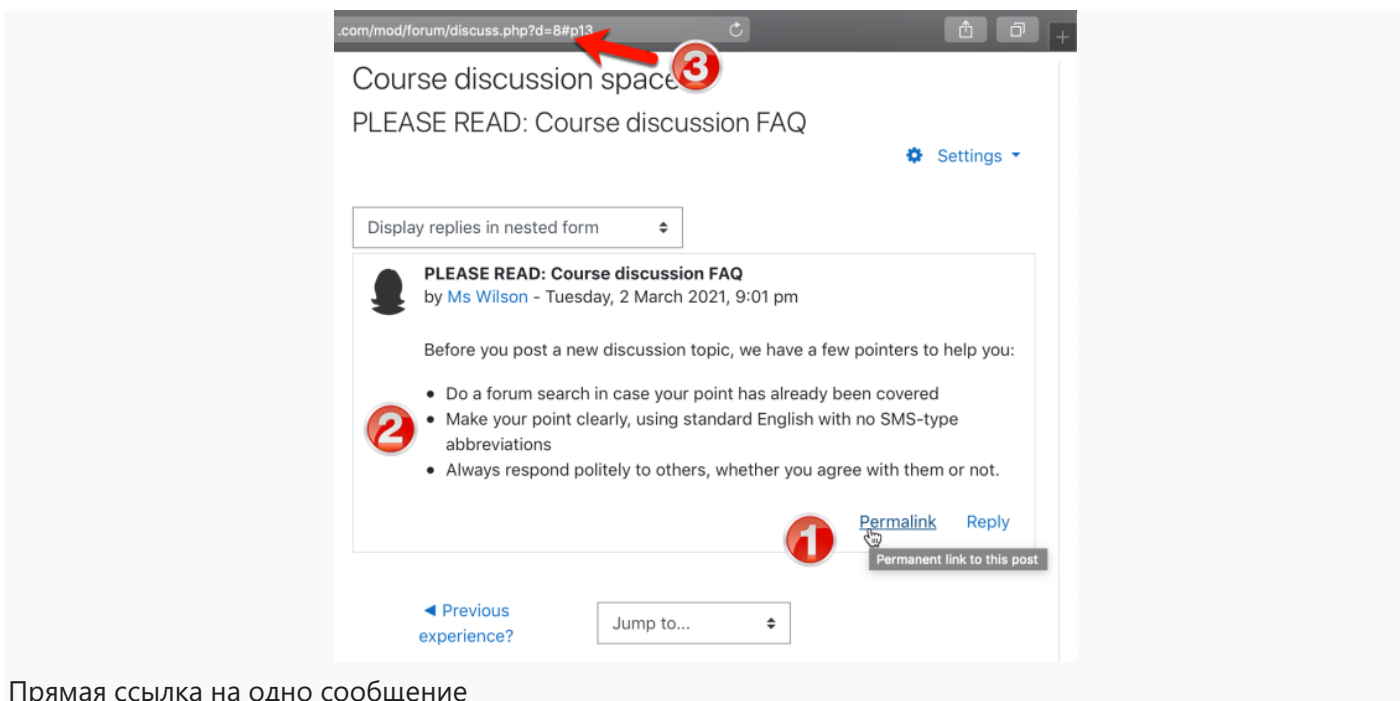 .com/mod/forum/discuss.php?d=8#p13
3
Course discussion space
PLEASE READ: Course discussion FAQ
Settings
Display replies in nested form
PLEASE READ: Course discussion FAQ
by Ms Wilson - Tuesday, 2 March 2021, 9:01 pm
Before you post a new discussion topic, we have a few pointers to help you:
• Do a forum search in case your point has already been covered
2
• Make your point clearly, using standard English with no SMS-type
abbreviations
• Always respond politely to others, whether you agree with them or not.
1
Permalink Reply
Permanent link to this post
◄ Previous
experience?
Jump to...
Прямая ссылка на одно сообщение